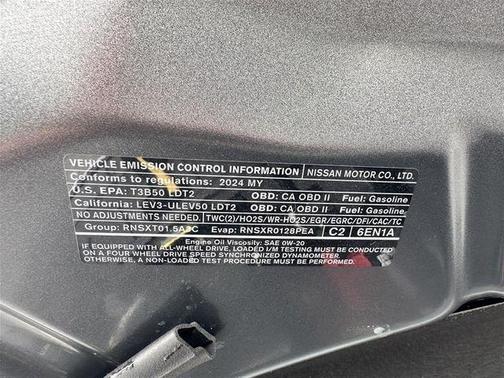 VEHICLE EMISSION CONTROL INFORMATION NISSAN MOTOR CO., LTD.
Conforms to regulations: 2024 MY
U.S. EPA: T3B50 LDT2 OBD: CA OBD II Fuel: Gasoline
California: LEV3-ULEV50 LDT2 OBD: CA OBD II Fuel: Gasoline
NO ADJUSTMENTS NEEDED. TWC(2)/HO2S/WR-HO2S/EGR/EGRC/DFI/CAC/TC
Group: Evap: RNSXR0128PEA C2 6EN1A
Engine Oil Viscosity: SAE 0W-20
IF EQUIPPED WITH ALL-WHEEL DRIVE, LOADED I/M TESTING MUST BE CONDUCTED
ON A FOUR WHEEL DRIVE SPEED SYNCHRONIZED DYNAMOMETER.
OTHERWISE, A NON-LOADED TEST PROCEDURE MUST BE PERFORMED.